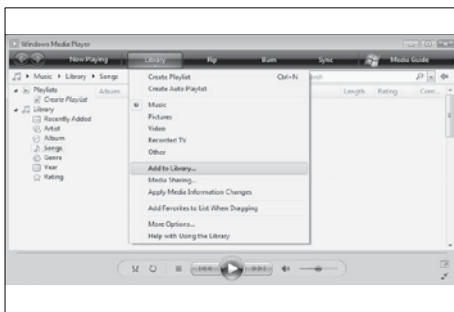 Windows Media Player
Now Playing Library Rip Burn Sync Media Guide
Music Library Songs
Create Playlist Ctrl+N
Create Auto Playlist
Music
Pictures
Video
Recorded TV
Other
Add to Library...
Media Sharing...
Apply Media Information Changes
Add Favorites to List When Dragging
More Options...
Help with Using the Library
Playlists
Create Playlist
Library
Recently Added
Artist
Album
Songs
Genre
Year
Rating
Album Length Rating